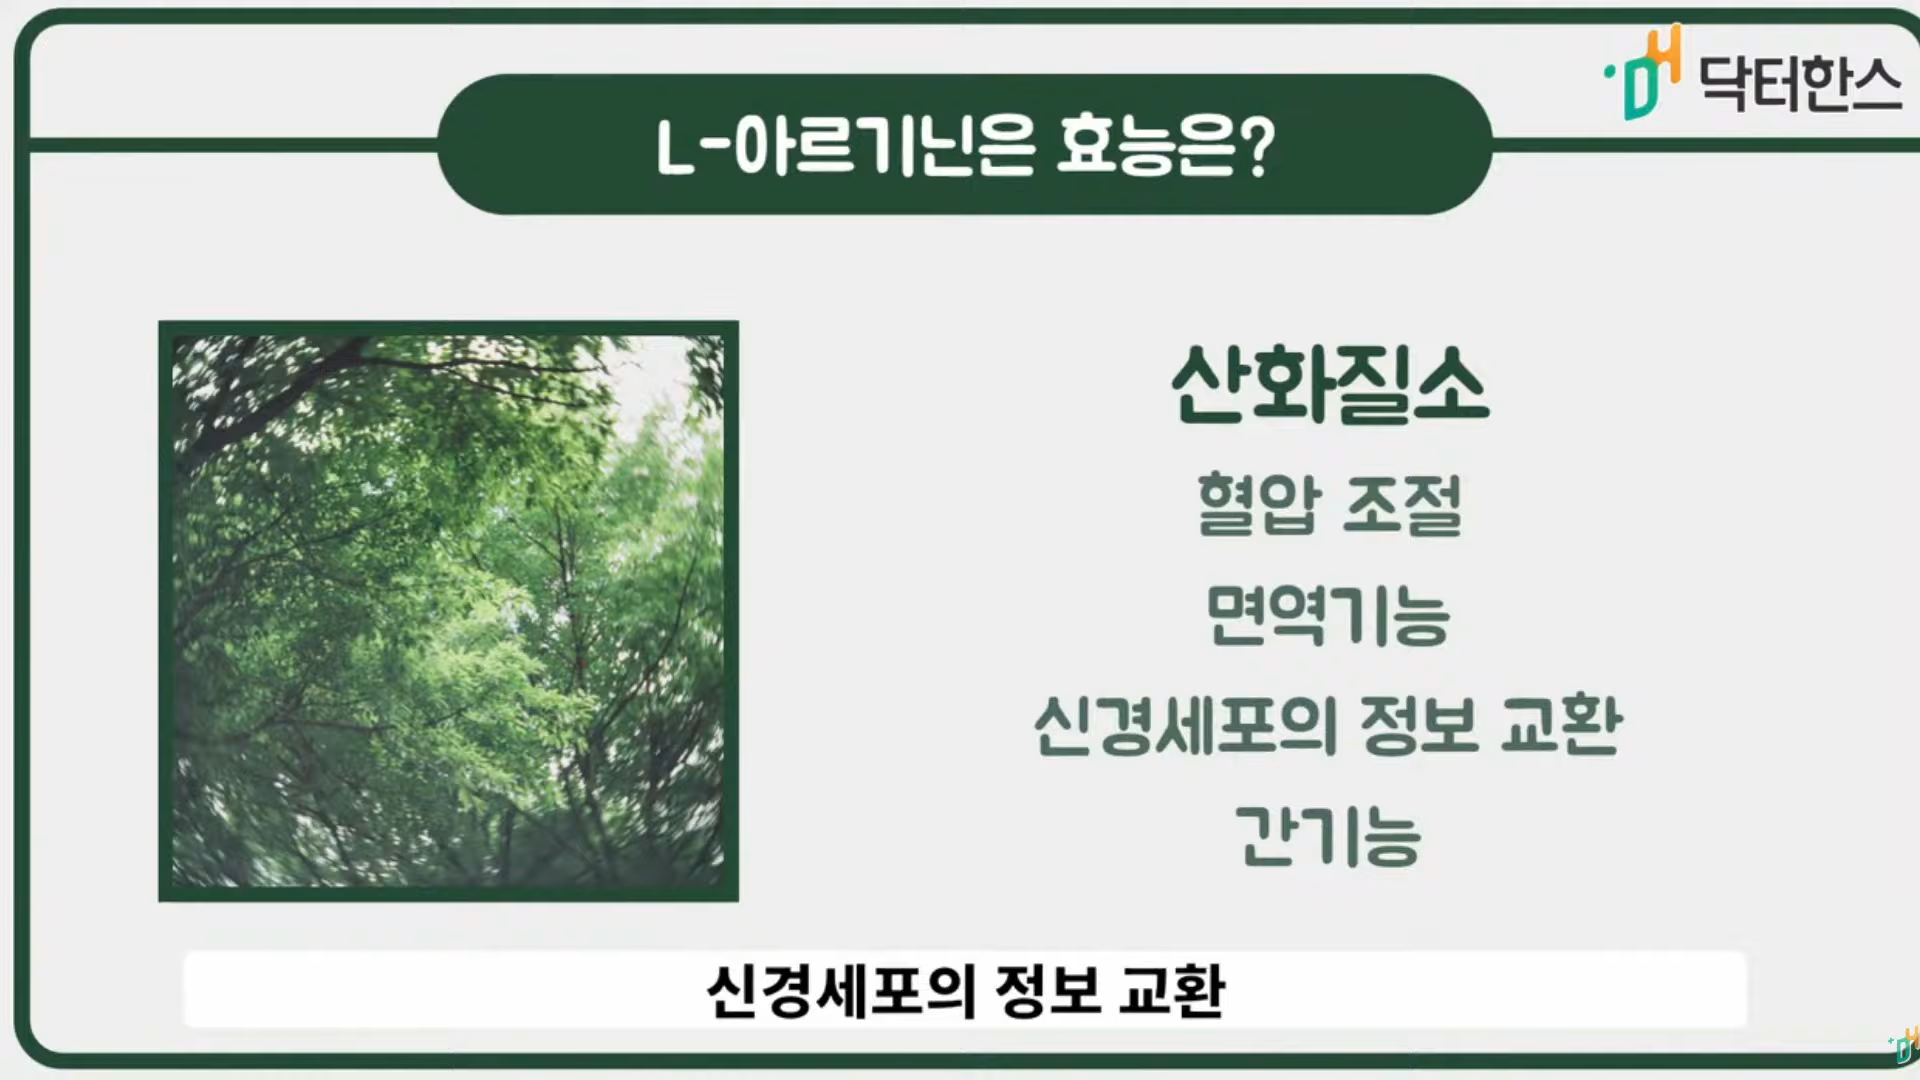 닥터한스
L-아르기닌은 효능은?
산화질소
혈압 조절
면역기능
신경세포의 정보 교환
간기능
신경세포의 정보 교환